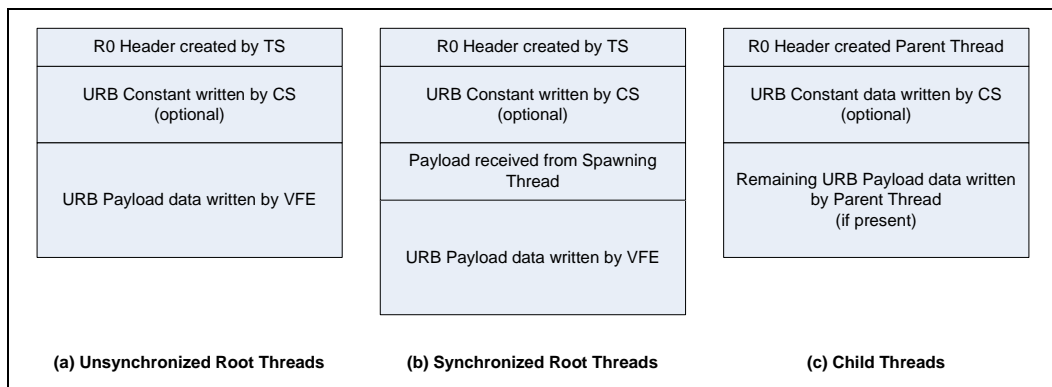 R0 Header created by TS
URB Constant written by CS
(optional)
URB Payload data written by VFE
(a) Unsynchronized Root Threads
R0 Header created by TS
URB Constant written by CS
(optional)
Payload received from Spawning
Thread
URB Payload data written by VFE
(b) Synchronized Root Threads
R0 Header created Parent Thread
URB Constant data written by CS
(optional)
Remaining URB Payload data written
by Parent Thread
(if present)
(c) Child Threads